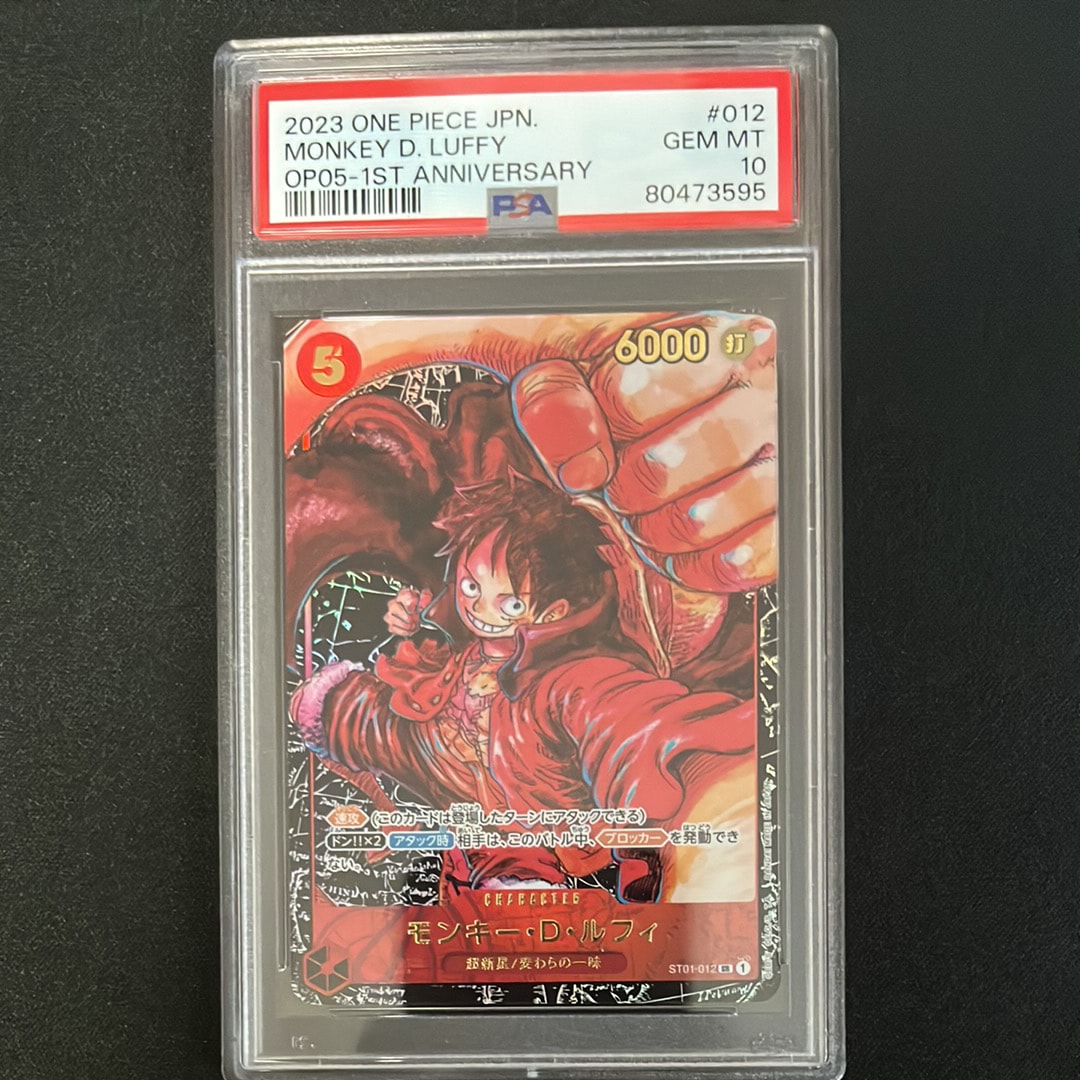 2023 ONE PIECE JPN.
#012
MONKEY D. LUFFY
GEM MT
OP05-1ST ANNIVERSARY
10
PSA
80473595
5
6000 打
速攻 (このカードは登場したターンにアタックできる)
ドン!!×2 アタック時 相手は、このバトル中、ブロッカー を発動でき
ない。
CHARACTER
モンキー・D・ルフィ
超新星/麦わらの一味
ST01-012 1